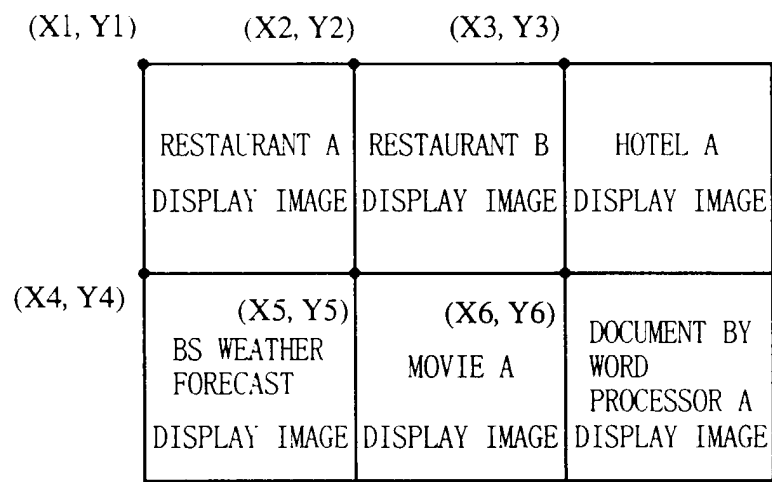 (X1, Y1) (X2, Y2) (X3, Y3)
RESTAURANT A RESTAURANT B HOTEL A
DISPLAY IMAGE DISPLAY IMAGE DISPLAY IMAGE
(X4, Y4) (X5, Y5) (X6, Y6)
BS WEATHER
FORECAST
DISPLAY IMAGE
MOVIE A
DISPLAY IMAGE
DOCUMENT BY
WORD
PROCESSOR A
DISPLAY IMAGE